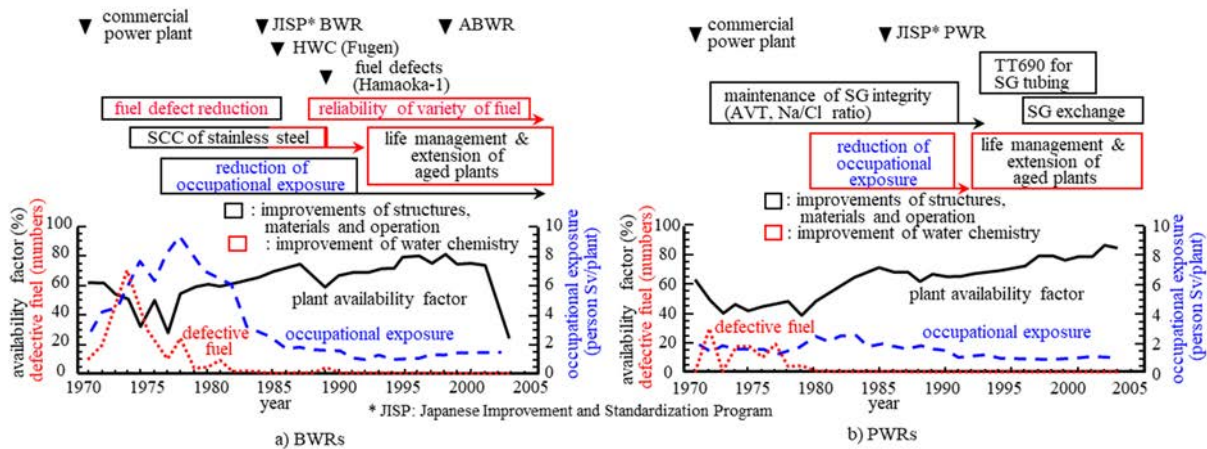 commercial
power plant
JISP* BWR
ABWR
HWC (Fugen)
fuel defects
(Hamaoka-1)
fuel defect reduction
reliability of variety of fuel
SCC of stainless steel
life management &
extension of
aged plants
reduction of
occupational exposure
: improvements of structures,
materials and operation
: improvement of water chemistry
availability factor (%)
defective fuel (numbers)
100
80
60
40
20
0
10
8
6
4
2
0
occupational exposure
(person Sv/plant)
plant availability factor
defective
fuel
occupational exposure
1970 1975 1981 1985 1991 1995 2000 2005
year
a) BWRs
commercial
power plant
JISP* PWR
TT690 for
SG tubing
maintenance of SG integrity
(AVT, Na/Cl ratio)
SG exchange
reduction of
occupational
exposure
life management &
extension of
aged plants
: improvements of structures,
materials and operation
: improvement of water chemistry
availability factor (%)
defective fuel (numbers)
100
80
60
40
20
0
10
8
6
4
2
0
occupational exposure
(person Sv/plant)
plant availability factor
defective fuel
occupational exposure
1970 1975 1980 1985 1990 1995 2000 2005
year
b) PWRs
* JISP: Japanese Improvement and Standardization Program